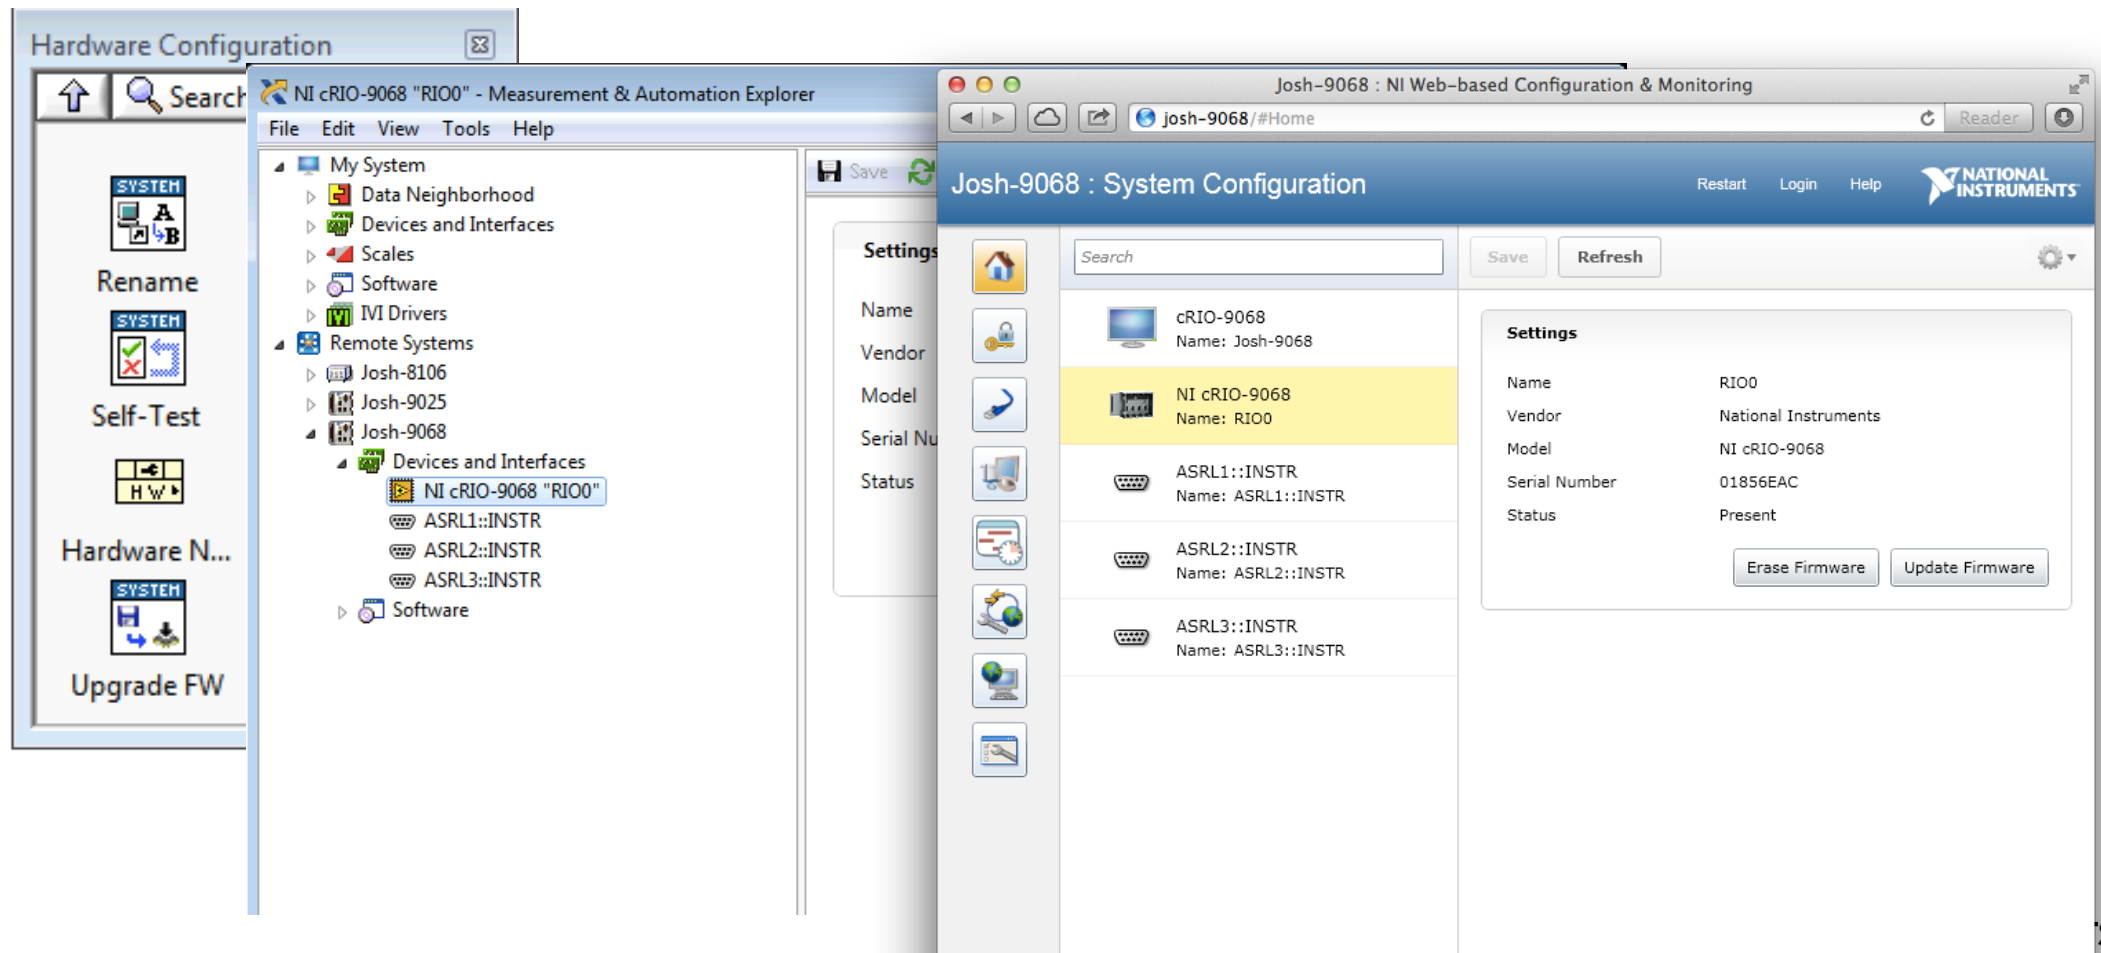 Hardware Configuration
Search
SYSTEM
A
B
Rename
SYSTEM
Self-Test
HW
Hardware N...
SYSTEM
Upgrade FW
NI cRIO-9068 "RIO0" - Measurement & Automation Explorer
File Edit View Tools Help
My System
Data Neighborhood
Devices and Interfaces
Scales
Software
IVI Drivers
Remote Systems
Josh-8106
Josh-9025
Josh-9068
Devices and Interfaces
NI cRIO-9068 "RIO0"
ASRL1::INSTR
ASRL2::INSTR
ASRL3::INSTR
Software
Save
Settings
Name
Vendor
Model
Serial Nu
Status
Josh-9068 : NI Web-based Configuration & Monitoring
josh-9068/#Home
Reader
Josh-9068 : System Configuration
Restart Login Help
NATIONAL
INSTRUMENTS
Search
Save Refresh
cRIO-9068
Name: Josh-9068
NI cRIO-9068
Name: RIO0
ASRL1::INSTR
Name: ASRL1::INSTR
ASRL2::INSTR
Name: ASRL2::INSTR
ASRL3::INSTR
Name: ASRL3::INSTR
Settings
Name RIO0
Vendor National Instruments
Model NI cRIO-9068
Serial Number 01856EAC
Status Present
Erase Firmware Update Firmware